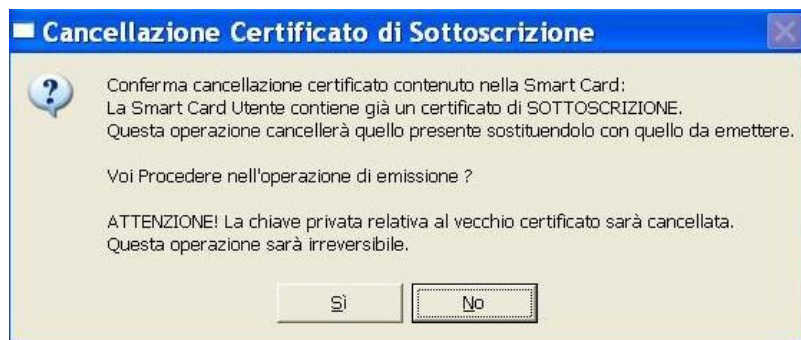 Cancellazione Certificato di Sottoscrizione
Conferma cancellazione certificato contenuto nella Smart Card:
La Smart Card Utente contiene già un certificato di SOTTOSCRIZIONE.
Questa operazione cancellerà quello presente sostituendolo con quello da emettere.
Voi Procedere nell'operazione di emissione ?
ATTENZIONE! La chiave privata relativa al vecchio certificato sarà cancellata.
Questa operazione sarà irreversibile.
Sì
No